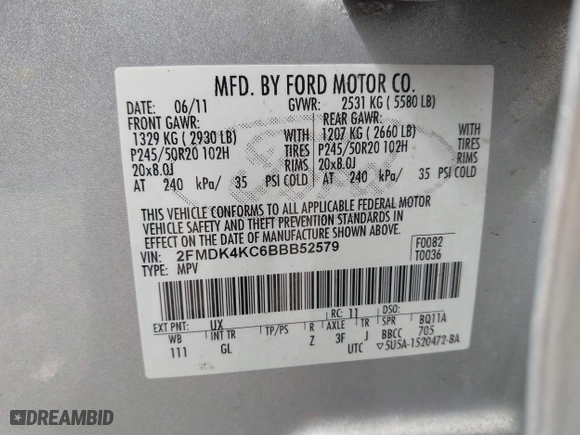 MFD. BY FORD MOTOR CO.
DATE: 06/11 GVWR: 2531 KG ( 5580 LB)
FRONT GAWR: REAR GAWR:
1329 KG ( 2930 LB) WITH 1207 KG ( 2660 LB) WITH
P245/50R20 102H TIRES P245/50R20 102H TIRES
20x8.0J RIMS 20x8.0J RIMS
AT 240 kPa/ 35 PSI COLD AT 240 kPa/ 35 PSI COLD
THIS VEHICLE CONFORMS TO ALL APPLICABLE FEDERAL MOTOR
VEHICLE SAFETY AND THEFT PREVENTION STANDARDS IN
EFFECT ON THE DATE OF MANUFACTURE SHOWN ABOVE.
VIN: 2FMDK4KC6BBB52579 F0082
TYPE: MPV T0036
RC: 11 DSO:
EXT PNT: UX
WB INT TR TP/PS R AXLE TR SPR BQ11A
111 GL Z 3F J BBCC 705
UTC ▽5U5A-1520472-BA
DREAMBID